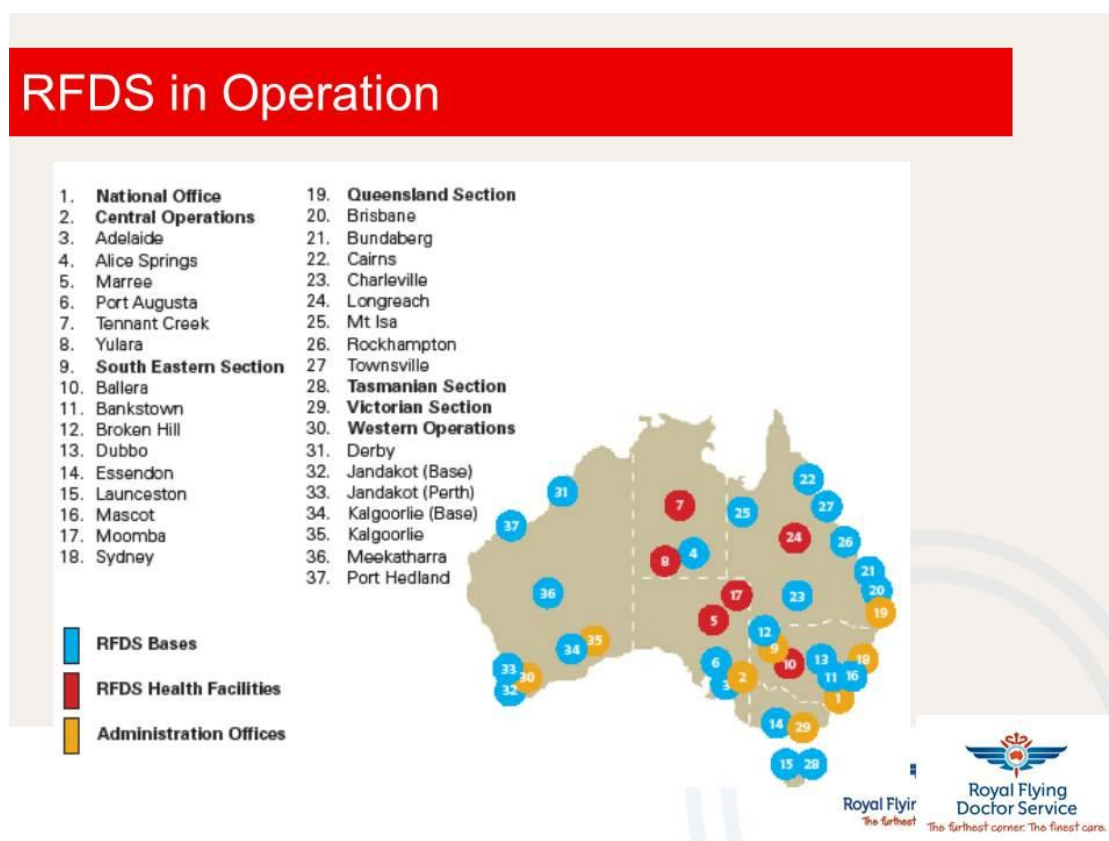 RFDS in Operation
1. National Office
2. Central Operations
3. Adelaide
4. Alice Springs
5. Marree
6. Port Augusta
7. Tennant Creek
8. Yulara
9. South Eastern Section
10. Ballera
11. Bankstown
12. Broken Hill
13. Dubbo
14. Essendon
15. Launceston
16. Mascot
17. Moomba
18. Sydney
19. Queensland Section
20. Brisbane
21. Bundaberg
22. Cairns
23. Charleville
24. Longreach
25. Mt Isa
26. Rockhampton
27 Townsville
28. Tasmanian Section
29. Victorian Section
30. Western Operations
31. Derby
32. Jandakot (Base)
33. Jandakot (Perth)
34. Kalgoorlie (Base)
35. Kalgoorlie
36. Meekatharra
37. Port Hedland
RFDS Bases
RFDS Health Facilities
Administration Offices
22
31
7
27
25
37
24
26
4
8
21
20
36
17
23
19
5
12
35
34
9
13
18
6
10
33
30
2
11
16
3
32
1
14
29
15
28
Royal Flyir
The furthest
Royal Flying
Doctor Service
The furthest corner. The finest care.